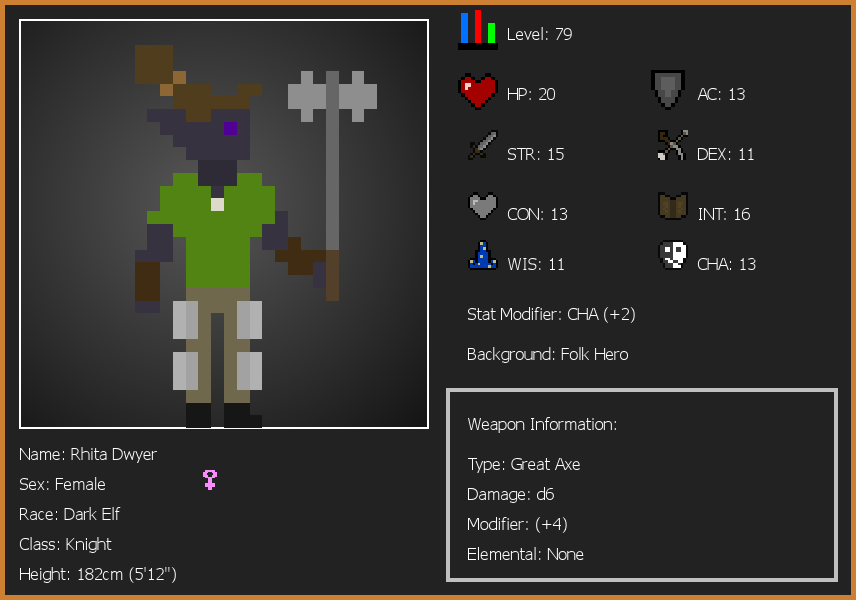 Level: 79
HP: 20
AC: 13
STR: 15
DEX: 11
CON: 13
INT: 16
WIS: 11
CHA: 13
Stat Modifier: CHA (+2)
Background: Folk Hero
Weapon Information:
Type: Great Axe
Damage: d6
Modifier: (+4)
Elemental: None
Name: Rhita Dwyer
Sex: Female
Race: Dark Elf
Class: Knight
Height: 182cm (5'12")